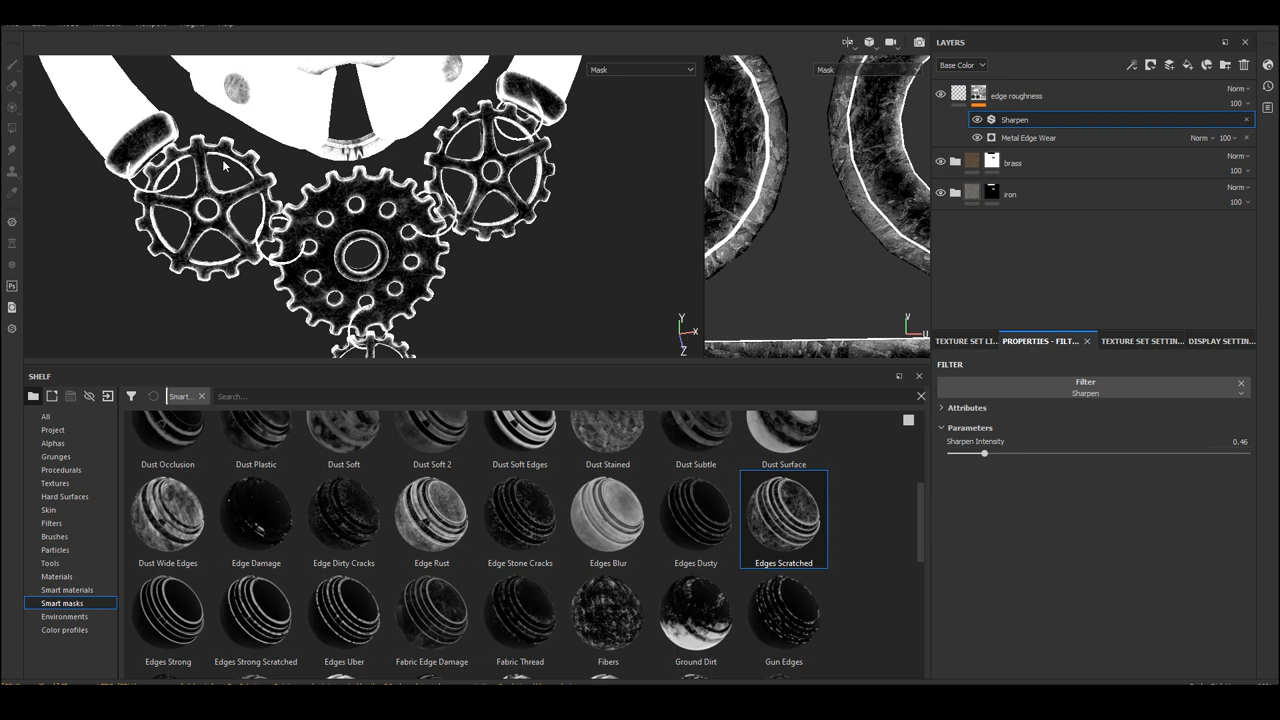 LAYERS
Mask
Mask
Base Color
edge roughness
Norm
100
Sharpen
Metal Edge Wear
Norm
100
brass
Norm
100
iron
Norm
100
Y
X
Z
Y
U
TEXTURE SET LI...
PROPERTIES - FILT...
TEXTURE SET SETTIN...
DISPLAY SETTIN...
FILTER
Filter
Sharpen
Attributes
Parameters
Sharpen Intensity
0.46
SHELF
Smart...
Search...
All
Project
Alphas
Grunges
Procedurals
Textures
Hard Surfaces
Skin
Filters
Brushes
Particles
Tools
Materials
Smart materials
Smart masks
Environments
Color profiles
Dust Occlusion
Dust Plastic
Dust Soft
Dust Soft 2
Dust Soft Edges
Dust Stained
Dust Subtle
Dust Surface
Dust Wide Edges
Edge Damage
Edge Dirty Cracks
Edge Rust
Edge Stone Cracks
Edges Blur
Edges Dusty
Edges Scratched
Edges Strong
Edges Strong Scratched
Edges Uber
Fabric Edge Damage
Fabric Thread
Fibers
Ground Dirt
Gun Edges
Ps